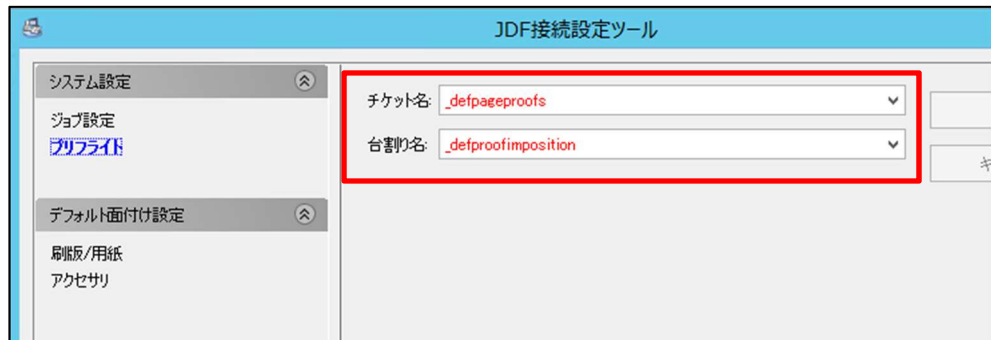 JDF接続設定ツール
システム設定
ジョブ設定
プリフライト
チケット名: _defpageproofs
台割り名: _defproofimposition
キ
デフォルト面付け設定
刷版/用紙
アクセサリ